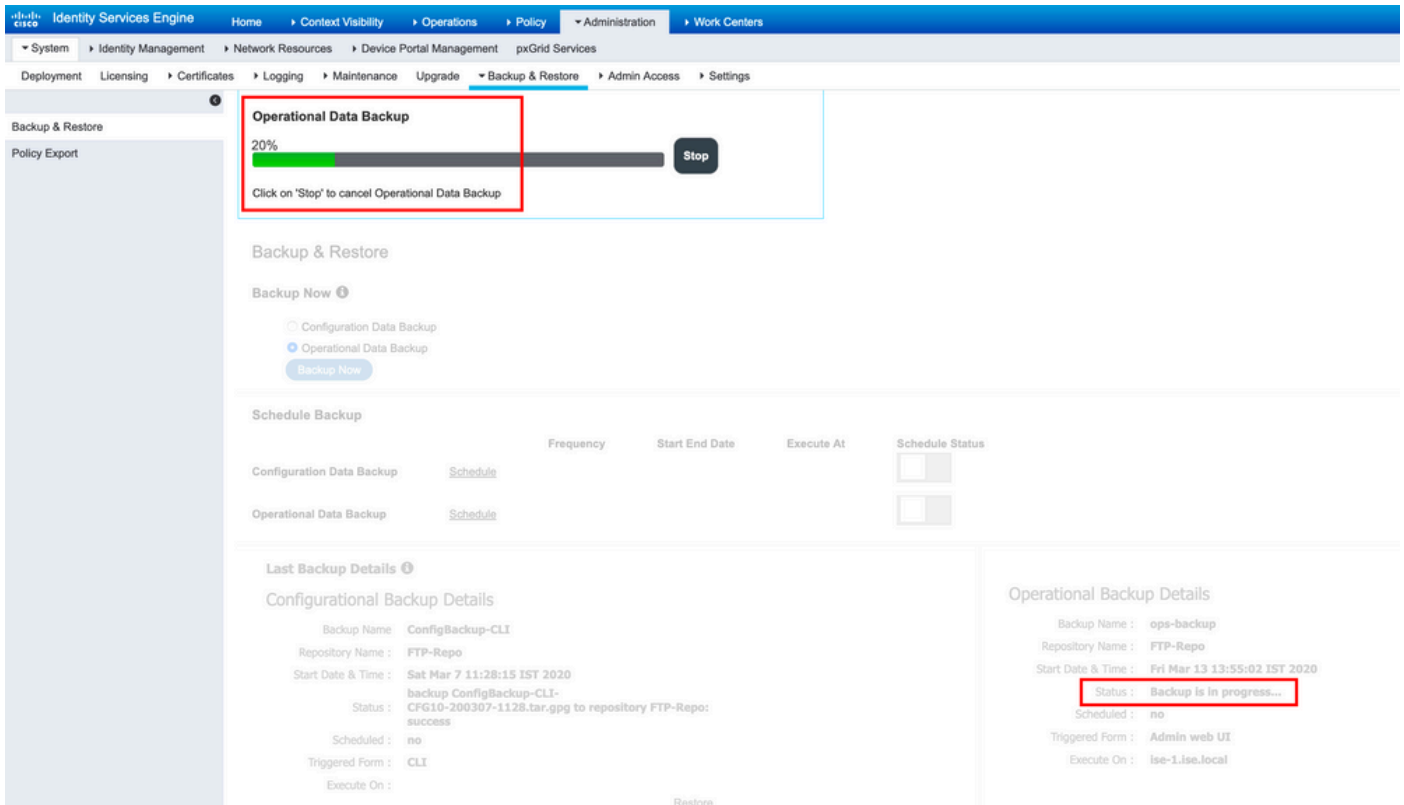 cisco Identity Services Engine Home Context Visibility Operations Policy Administration Work Centers
System Identity Management Network Resources Device Portal Management pxGrid Services
Deployment Licensing Certificates Logging Maintenance Upgrade Backup & Restore Admin Access Settings
Backup & Restore
Policy Export
Operational Data Backup
20%
Stop
Click on 'Stop' to cancel Operational Data Backup
Backup & Restore
Backup Now
Configuration Data Backup
Operational Data Backup
Backup Now
Schedule Backup
Frequency Start End Date Execute At Schedule Status
Configuration Data Backup Schedule
Operational Data Backup Schedule
Last Backup Details
Configurational Backup Details
Backup Name ConfigBackup-CLI
Repository Name : FTP-Repo
Start Date & Time : Sat Mar 7 11:28:15 IST 2020
Status : backup ConfigBackup-CLI-
CFG10-200307-1128.tar.gpg to repository FTP-Repo:
success
Scheduled : no
Triggered Form : CLI
Execute On :
Restore
Operational Backup Details
Backup Name : ops-backup
Repository Name : FTP-Repo
Start Date & Time : Fri Mar 13 13:55:02 IST 2020
Status : Backup is in progress...
Scheduled : no
Triggered Form : Admin web UI
Execute On : ise-1.ise.local